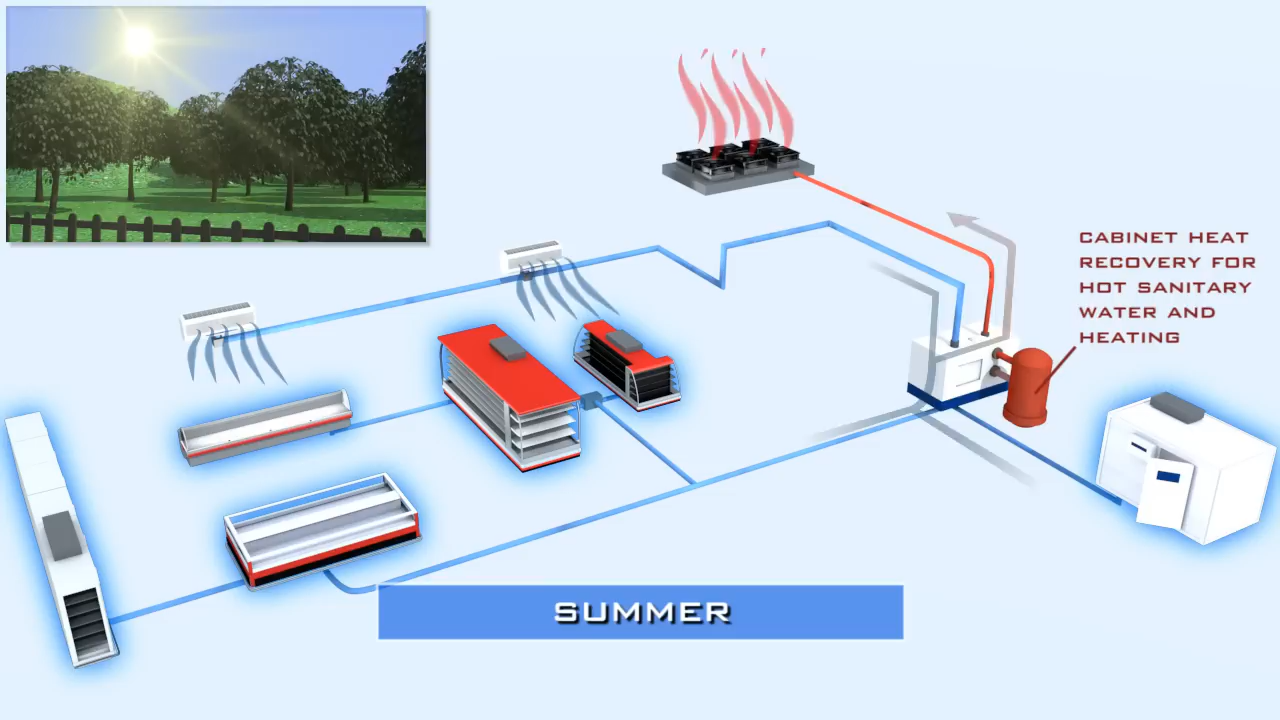 CABINET HEAT
RECOVERY FOR
HOT SANITARY
WATER AND
HEATING
SUMMER